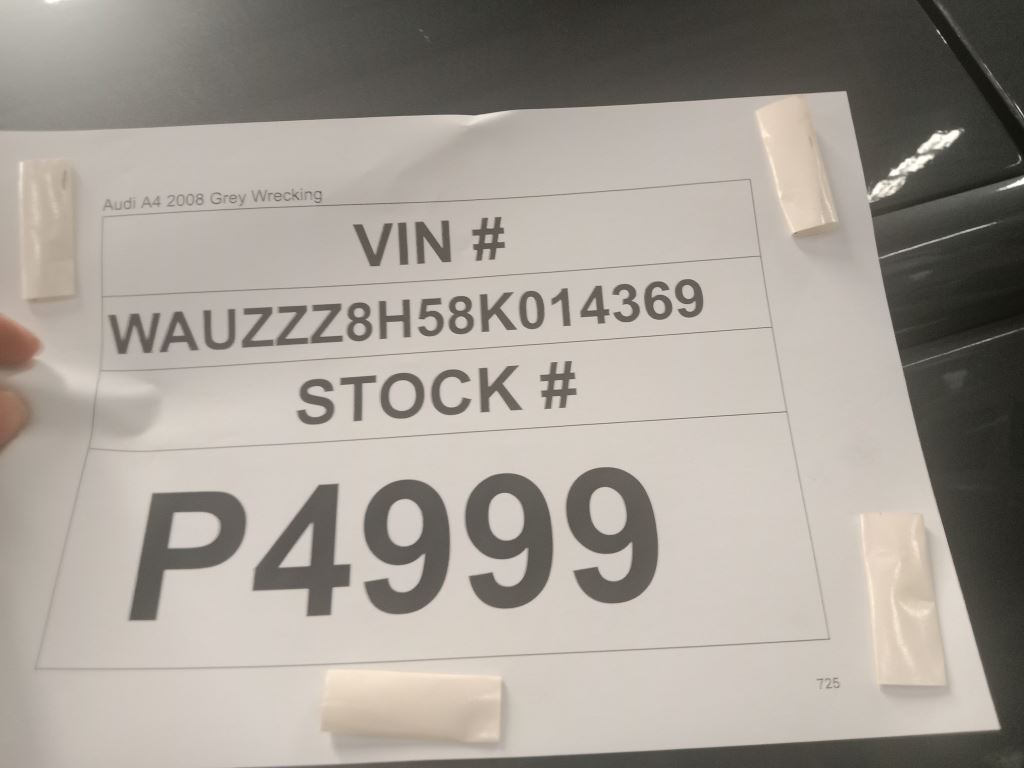 Audi A4 2008 Grey Wrecking
VIN #
WAUZZZ8H58K014369
STOCK #
P4999
725